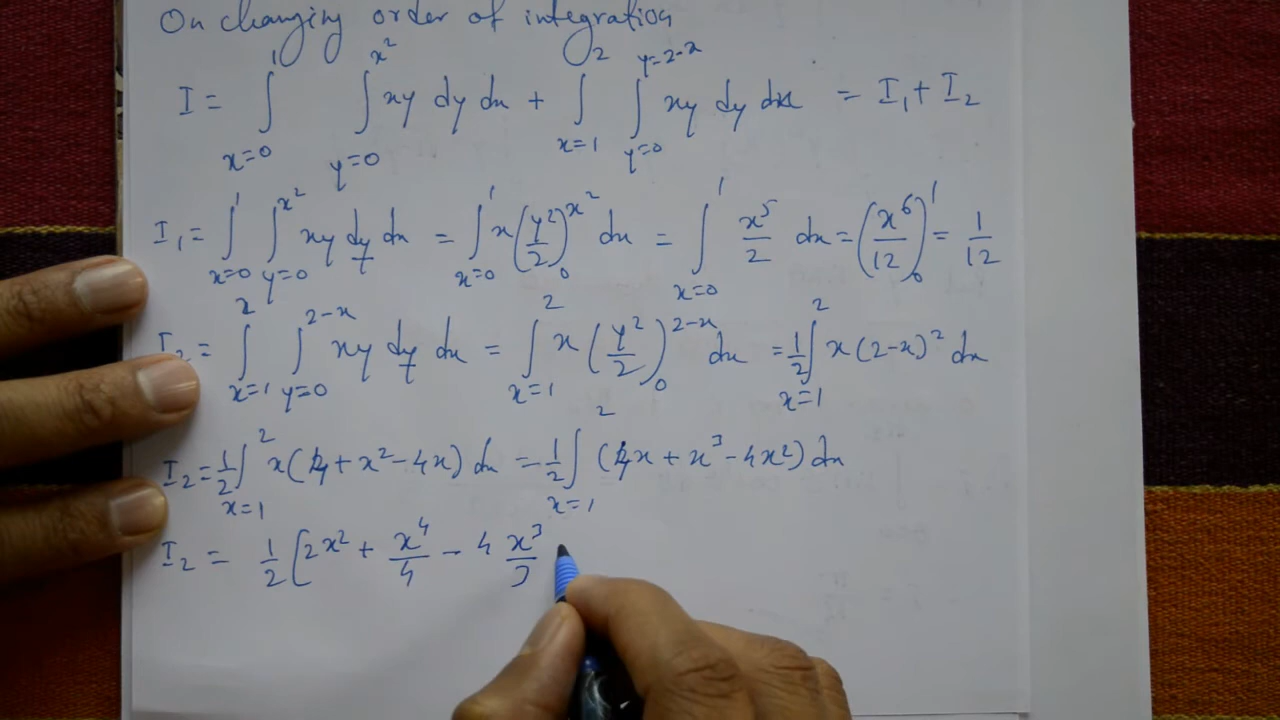 On changing order of integration
I = ∫_{x=0}^{1} ∫_{y=0}^{x²} xy dy dx + ∫_{x=1}^{2} ∫_{y=0}^{y=2-x} xy dy dx = I₁ + I₂
I₁ = ∫_{x=0}^{1} ∫_{y=0}^{x²} xy dy dx = ∫_{x=0}^{1} x (y²/2)_{0}^{x²} dx = ∫_{x=0}^{1} x⁵/2 dx = (x⁶/12)_{0}^{1} = 1/12
I₂ = ∫_{x=1}^{2} ∫_{y=0}^{2-x} xy dy dx = ∫_{x=1}^{2} x (y²/2)_{0}^{2-x} dx = 1/2 ∫_{x=1}^{2} x(2-x)² dx
I₂ = 1/2 ∫_{x=1}^{2} x(4 + x² - 4x) dx = 1/2 ∫_{x=1}^{2} (4x + x³ - 4x²) dx
I₂ = 1/2 [2x² + x⁴/4 - 4 x³/3